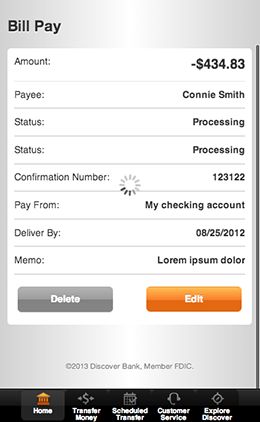 Bill Pay
Amount: -$434.83
Payee: Connie Smith
Status: Processing
Status: Processing
Confirmation Number: 123122
Pay From: My checking account
Deliver By: 08/25/2012
Memo: Lorem ipsum dolor
Delete Edit
©2013 Discover Bank, Member FDIC.
Home Transfer Money Scheduled Transfer Customer Service Explore Discover